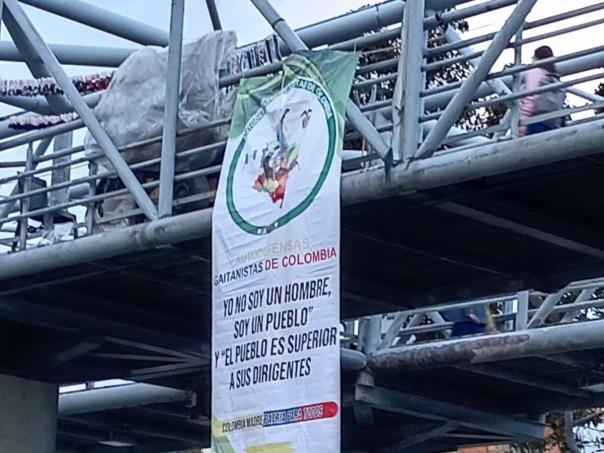 AUTODEFENSAS
GAITANISTAS DE COLOMBIA
YO NO SOY UN HOMBRE,
SOY UN PUEBLO”
Y “EL PUEBLO ES SUPERIOR
A SUS DIRIGENTES
COLOMBIA MADRE PATRIA PARA TODOS